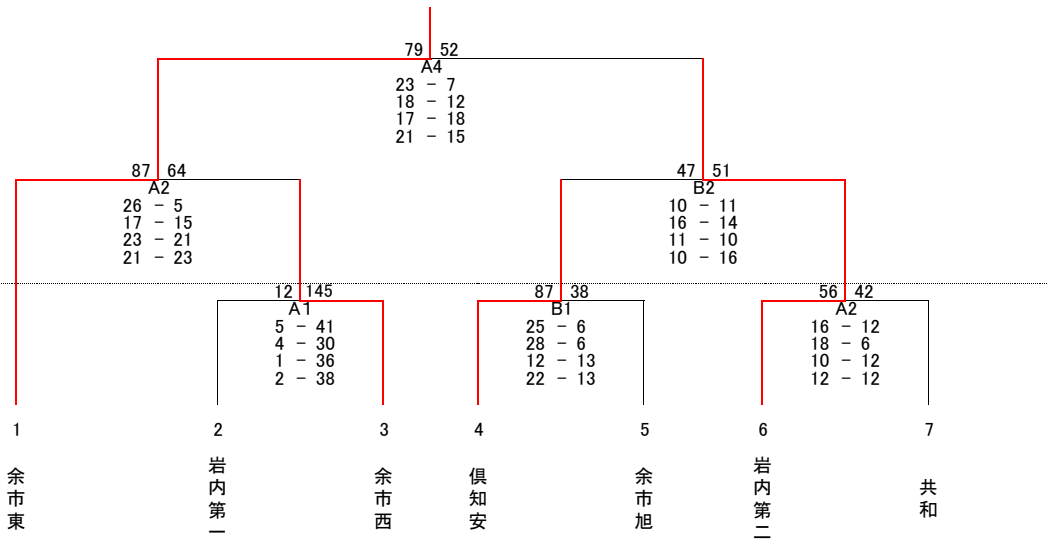 79 52
A4
23 - 7
18 - 12
17 - 18
21 - 15
87 64
A2
26 - 5
17 - 15
23 - 21
21 - 23
47 51
B2
10 - 11
16 - 14
11 - 10
10 - 16
12 145
A1
5 - 41
4 - 30
1 - 36
2 - 38
87 38
B1
25 - 6
28 - 6
12 - 13
22 - 13
56 42
A2
16 - 12
18 - 6
10 - 12
12 - 12
1 2 3 4 5 6 7
余市東
岩内第一
余市西
倶知安
余市旭
岩内第二
共和